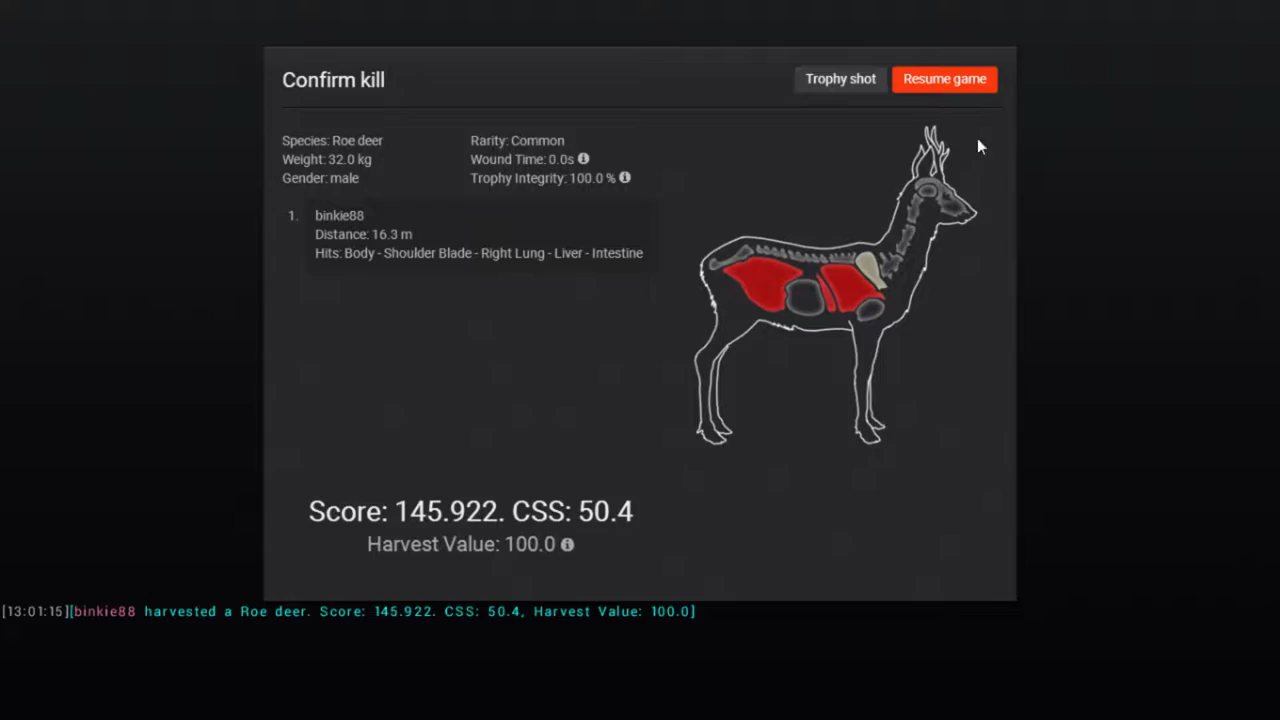 Confirm kill
Trophy shot
Resume game
Species: Roe deer
Weight: 32.0 kg
Gender: male
Rarity: Common
Wound Time: 0.0s
Trophy Integrity: 100.0 %
1. binkie88
Distance: 16.3 m
Hits: Body - Shoulder Blade - Right Lung - Liver - Intestine
Score: 145.922. CSS: 50.4
Harvest Value: 100.0
[13:01:15][binkie88 harvested a Roe deer. Score: 145.922. CSS: 50.4, Harvest Value: 100.0]